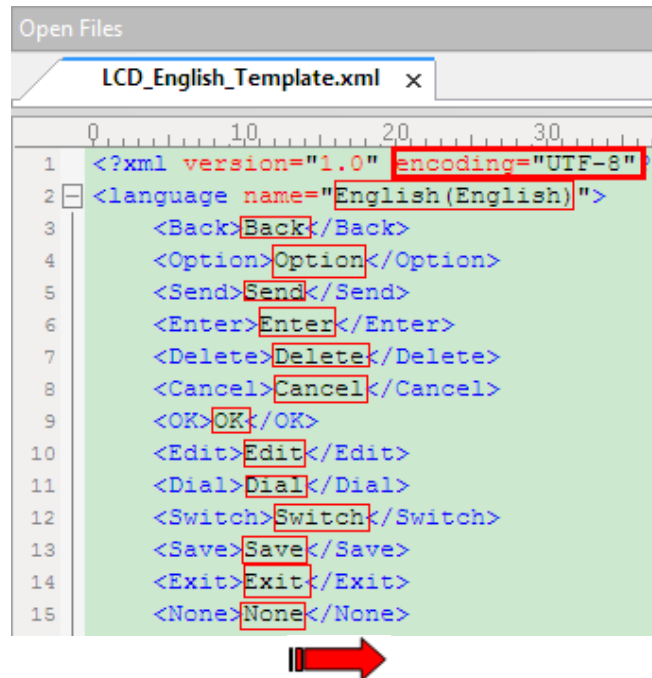 Open Files
LCD_English_Template.xml x
0 10 20 30
1 <?xml version="1.0" encoding="UTF-8"?
2 <language name="English(English)">
3 <Back>Back</Back>
4 <Option>Option</Option>
5 <Send>Send</Send>
6 <Enter>Enter</Enter>
7 <Delete>Delete</Delete>
8 <Cancel>Cancel</Cancel>
9 <OK>OK</OK>
10 <Edit>Edit</Edit>
11 <Dial>Dial</Dial>
12 <Switch>Switch</Switch>
13 <Save>Save</Save>
14 <Exit>Exit</Exit>
15 <None>None</None>